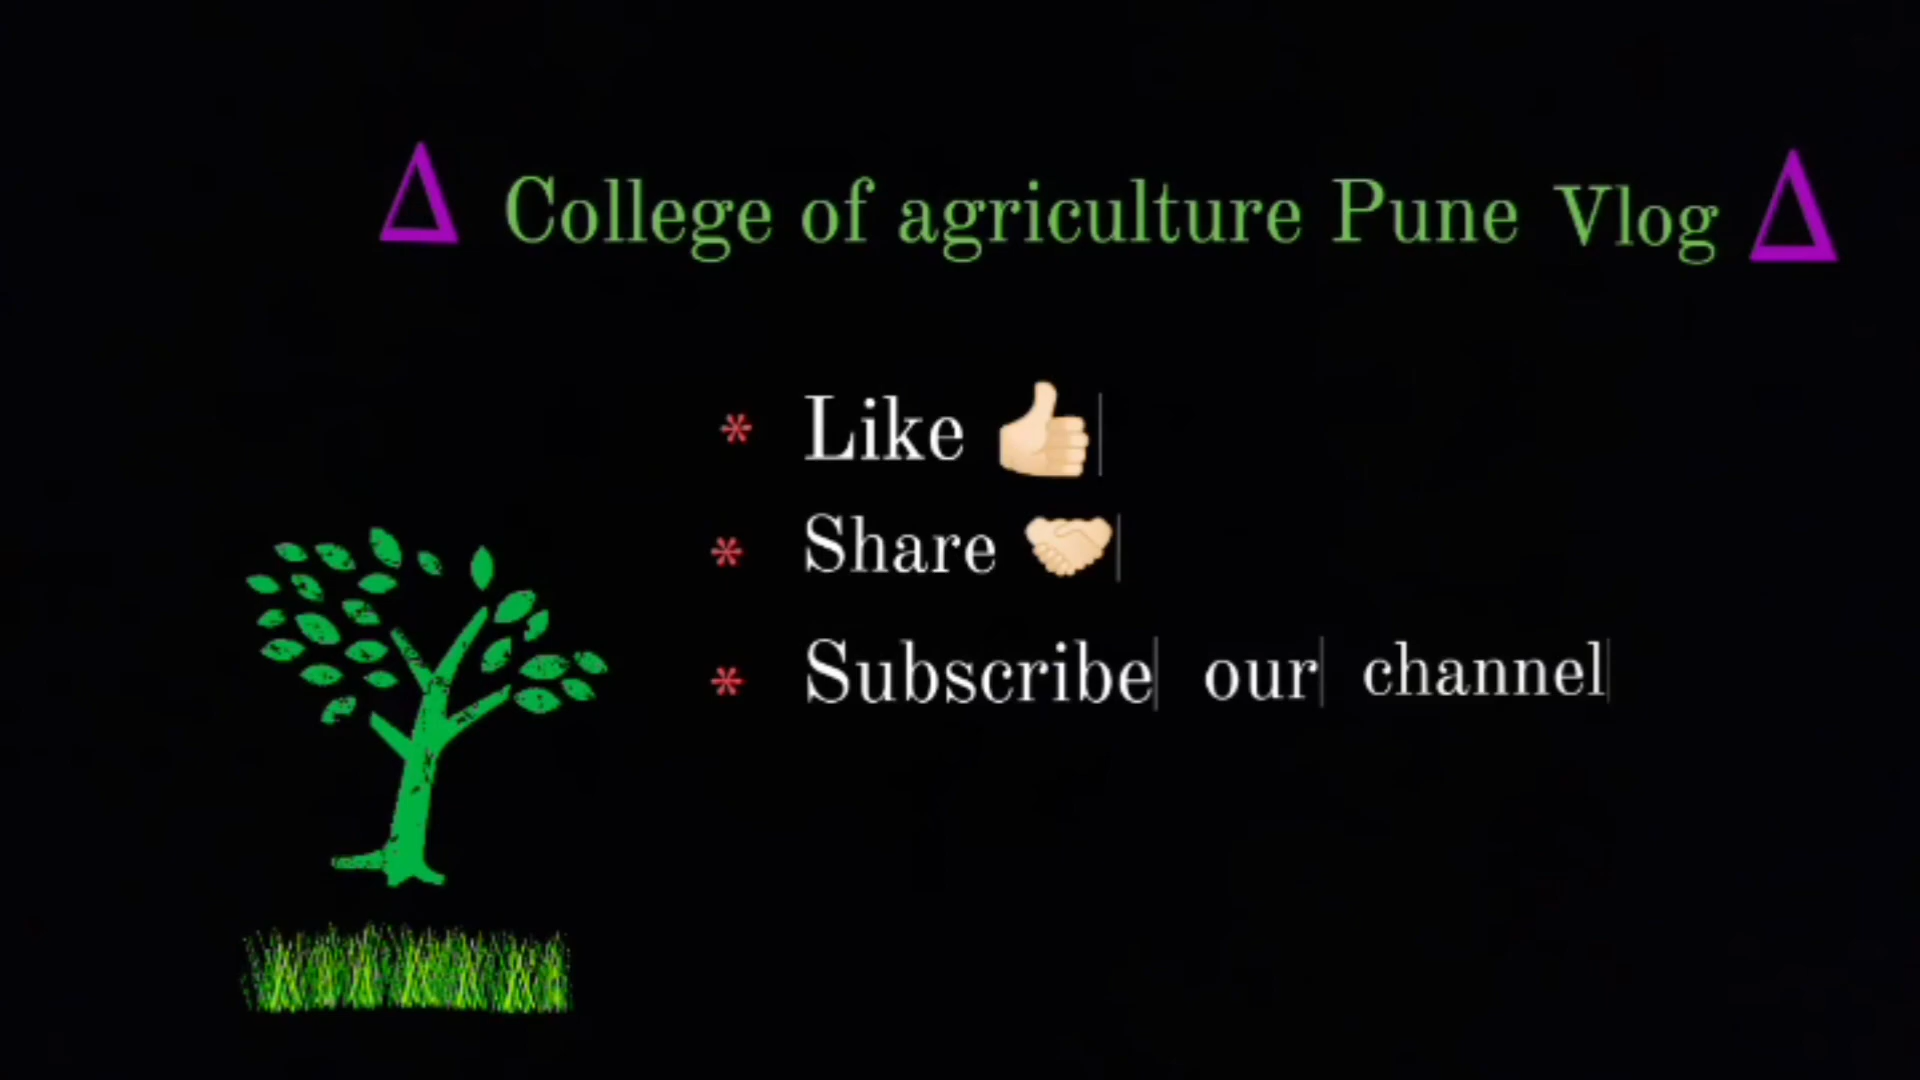 Δ College of agriculture Pune Vlog Δ
* Like 👍🏻
* Share 🤝🏻
* Subscribe our channel